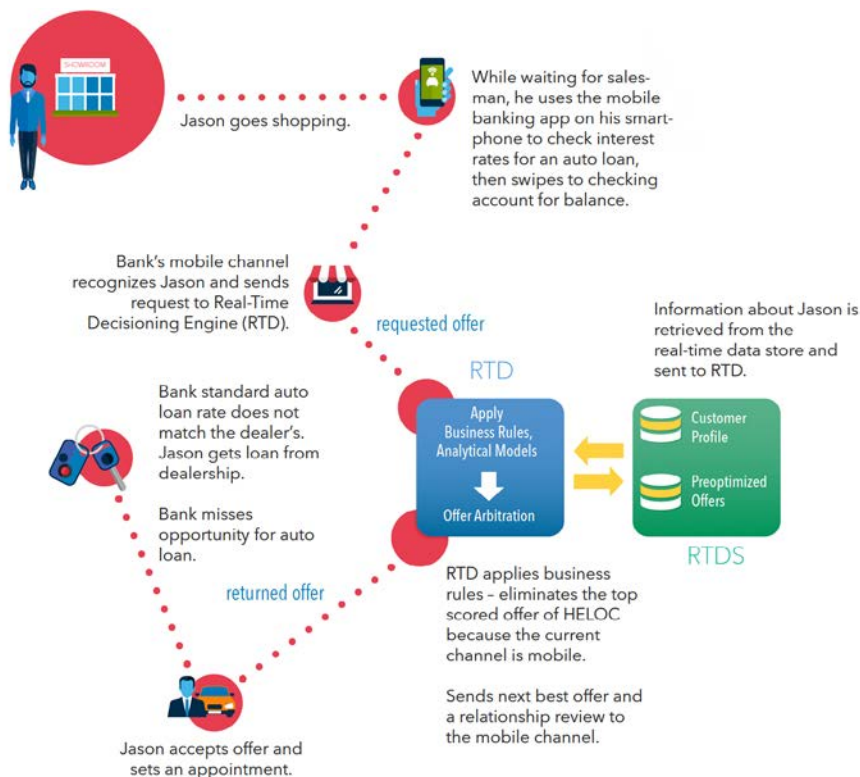 SHOWROOM
Jason goes shopping.
While waiting for sales-
man, he uses the mobile
banking app on his smart-
phone to check interest
rates for an auto loan,
then swipes to checking
account for balance.
Bank's mobile channel
recognizes Jason and sends
request to Real-Time
Decisioning Engine (RTD).
requested offer
Information about Jason is
retrieved from the
real-time data store and
sent to RTD.
RTD
Apply
Business Rules,
Analytical Models
Offer Arbitration
Customer
Profile
Preoptimized
Offers
RTDS
Bank standard auto
loan rate does not
match the dealer's.
Jason gets loan from
dealership.
Bank misses
opportunity for auto
loan.
returned offer
RTD applies business
rules – eliminates the top
scored offer of HELOC
because the current
channel is mobile.
Sends next best offer and
a relationship review to
the mobile channel.
Jason accepts offer and
sets an appointment.